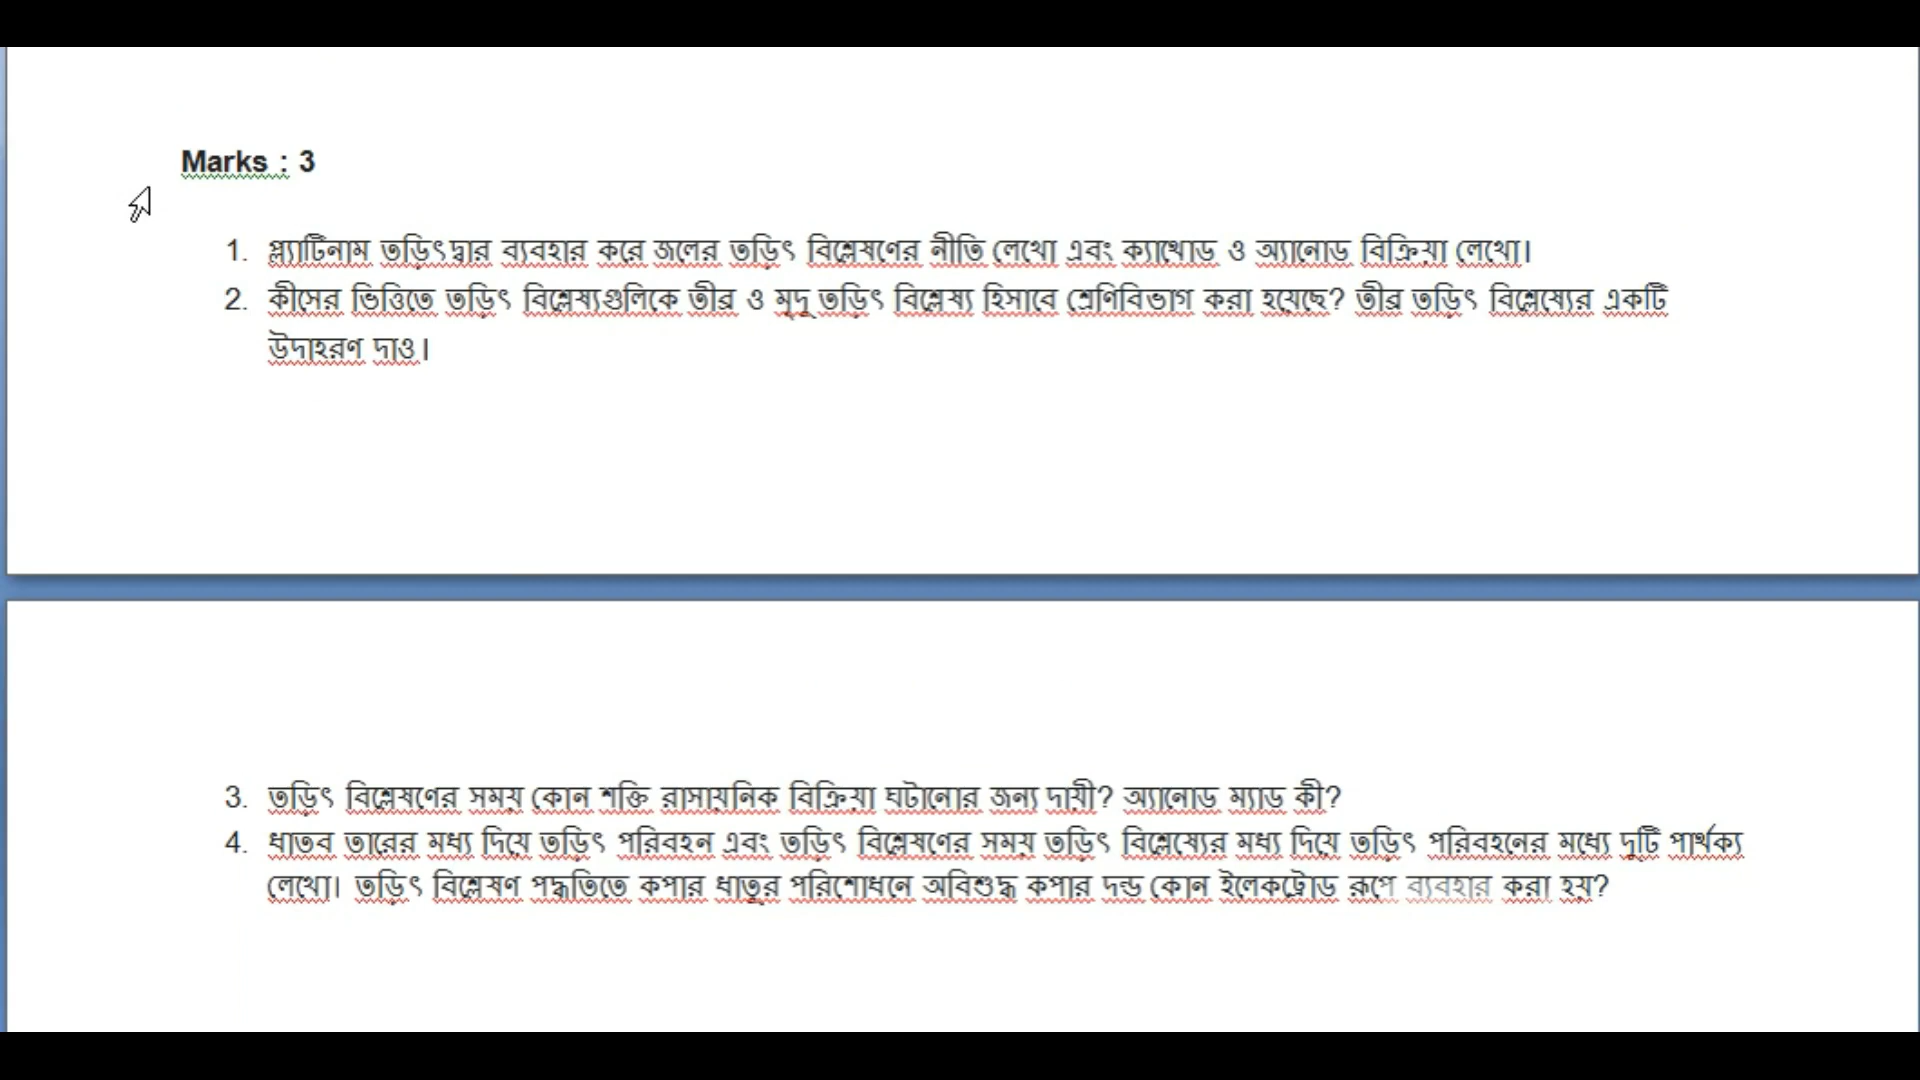 Marks : 3
1. প্ল্যাটিনাম তড়িৎদ্বার ব্যবহার করে জলের তড়িৎ বিশ্লেষণের নীতি লেখো এবং ক্যাথোড ও অ্যানোড বিক্রিয়া লেখো।
2. কীসের ভিত্তিতে তড়িৎ বিশ্লেষ্যগুলিকে তীব্র ও মৃদু তড়িৎ বিশ্লেষ্য হিসাবে শ্রেণিবিভাগ করা হয়েছে? তীব্র তড়িৎ বিশ্লেষ্যের একটি
উদাহরণ দাও।
3. তড়িৎ বিশ্লেষণের সময় কোন শক্তি রাসায়নিক বিক্রিয়া ঘটানোর জন্য দায়ী? অ্যানোড ম্যাড কী?
4. ধাতব তারের মধ্য দিয়ে তড়িৎ পরিবহন এবং তড়িৎ বিশ্লেষণের সময় তড়িৎ বিশ্লেষ্যের মধ্য দিয়ে তড়িৎ পরিবহনের মধ্যে দুটি পার্থক্য
লেখো। তড়িৎ বিশ্লেষণ পদ্ধতিতে কপার ধাতুর পরিশোধনে অবিশুদ্ধ কপার দন্ড কোন ইলেকট্রোড রূপে ব্যবহার করা হয়?